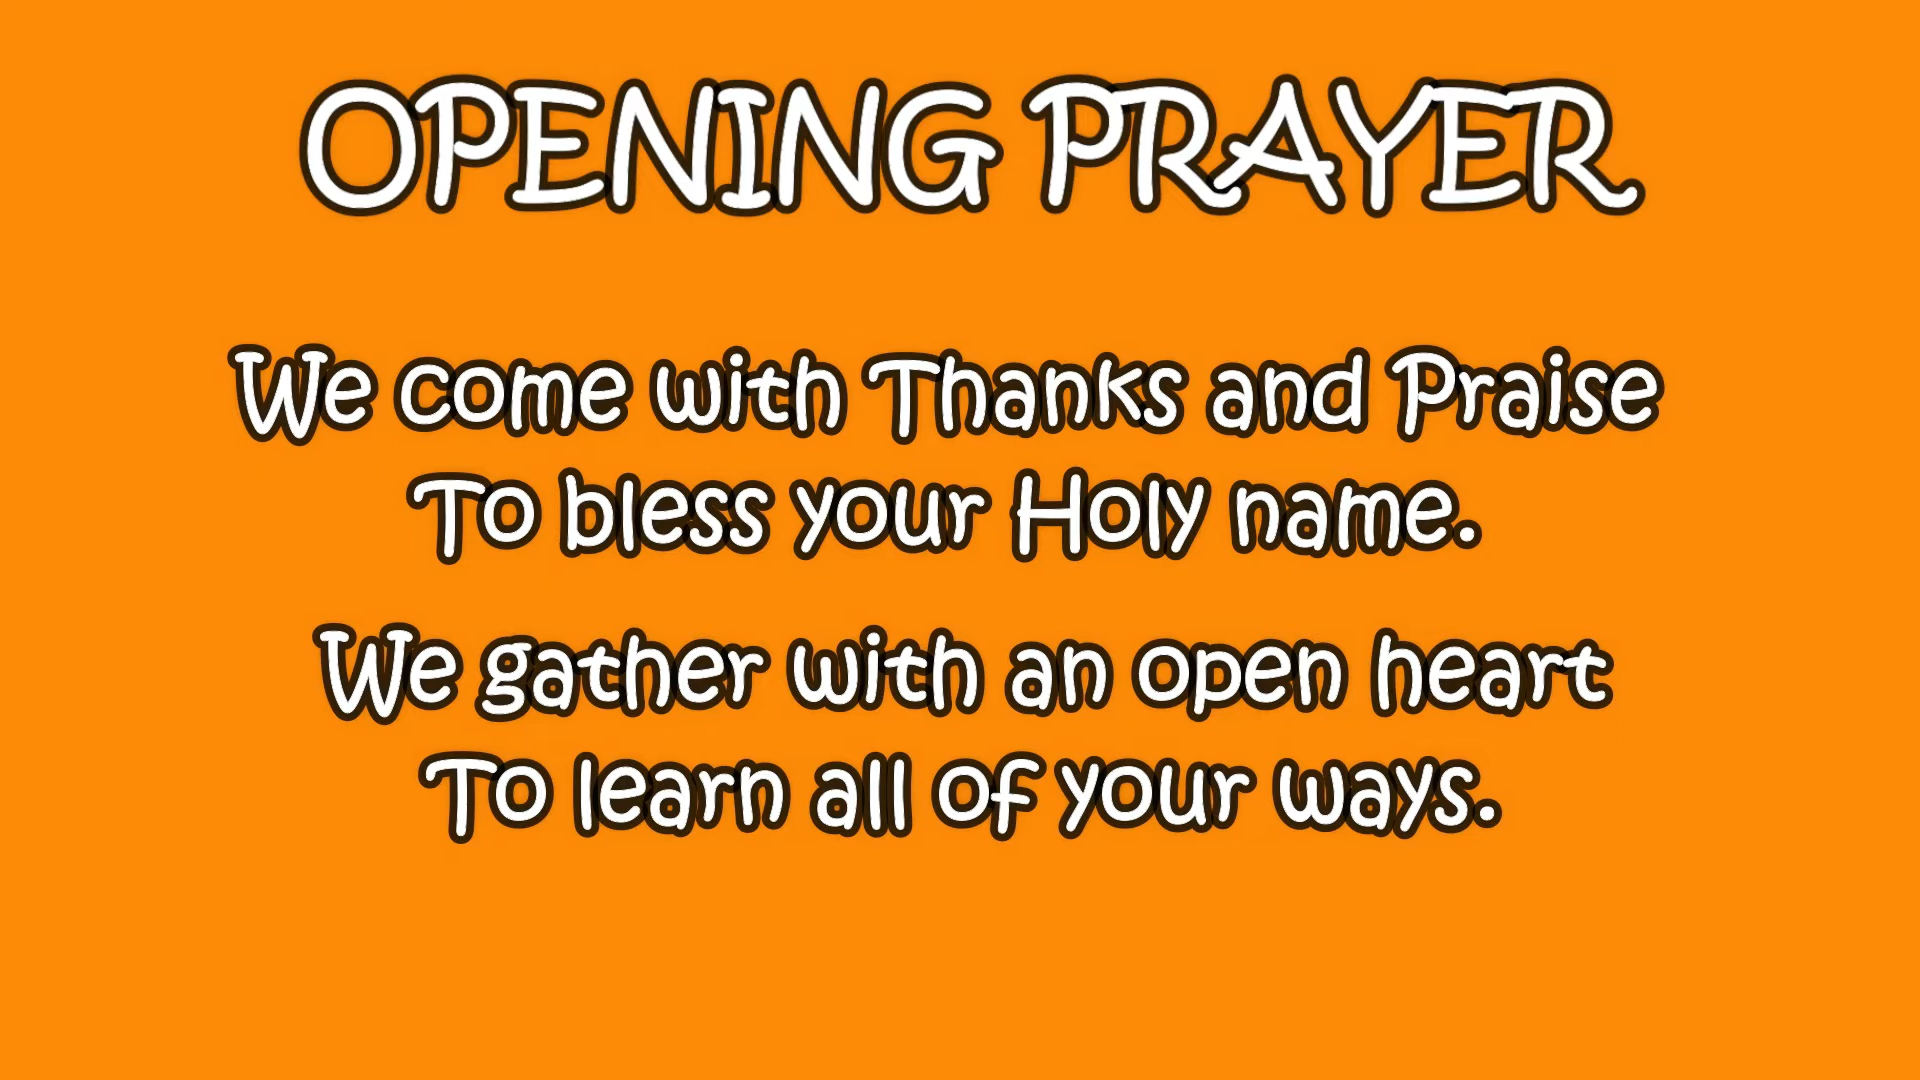 OPENING PRAYER
We come with Thanks and Praise
To bless your Holy name.
We gather with an open heart
To learn all of your ways.